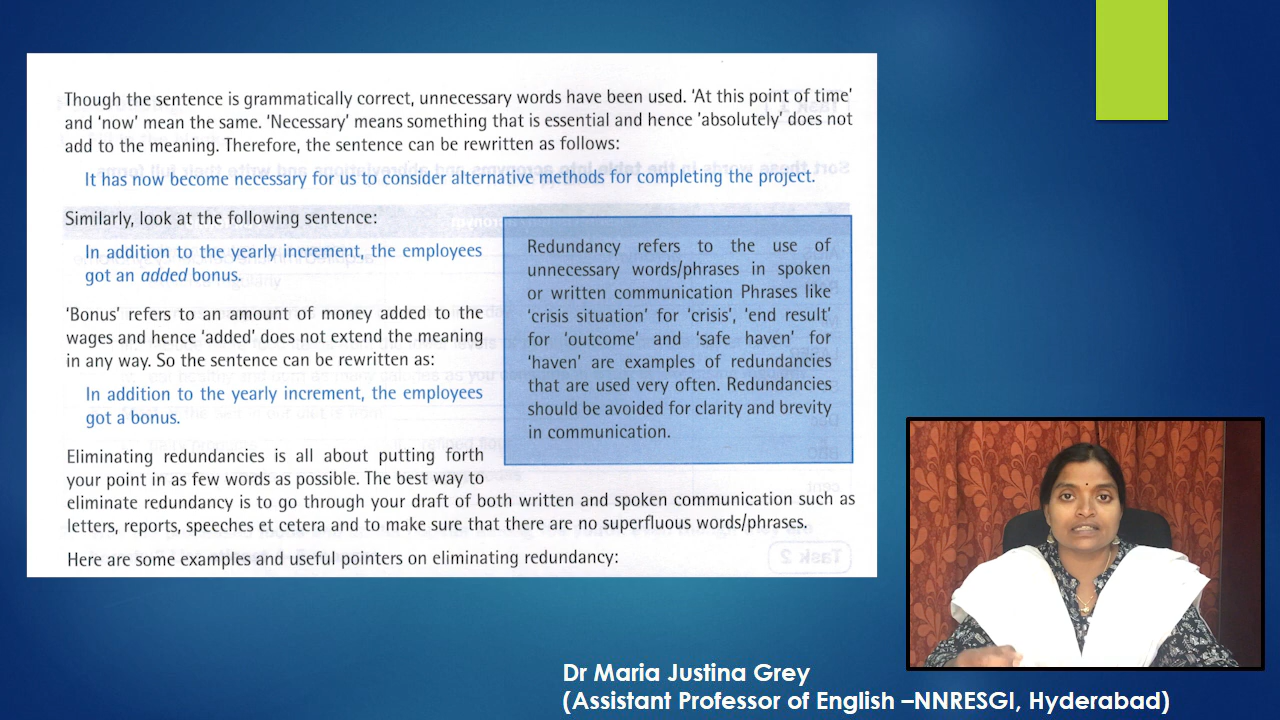 Though the sentence is grammatically correct, unnecessary words have been used. 'At this point of time'
and 'now' mean the same. 'Necessary' means something that is essential and hence 'absolutely' does not
add to the meaning. Therefore, the sentence can be rewritten as follows:
It has now become necessary for us to consider alternative methods for completing the project.
Similarly, look at the following sentence:
In addition to the yearly increment, the employees
got an added bonus.
'Bonus' refers to an amount of money added to the
wages and hence 'added' does not extend the meaning
in any way. So the sentence can be rewritten as:
In addition to the yearly increment, the employees
got a bonus.
Eliminating redundancies is all about putting forth
your point in as few words as possible. The best way to
eliminate redundancy is to go through your draft of both written and spoken communication such as
letters, reports, speeches et cetera and to make sure that there are no superfluous words/phrases.
Here are some examples and useful pointers on eliminating redundancy:
Redundancy refers to the use of
unnecessary words/phrases in spoken
or written communication Phrases like
'crisis situation' for 'crisis', 'end result'
for 'outcome' and 'safe haven' for
'haven' are examples of redundancies
that are used very often. Redundancies
should be avoided for clarity and brevity
in communication.
Dr Maria Justina Grey
(Assistant Professor of English –NNRESGI, Hyderabad)